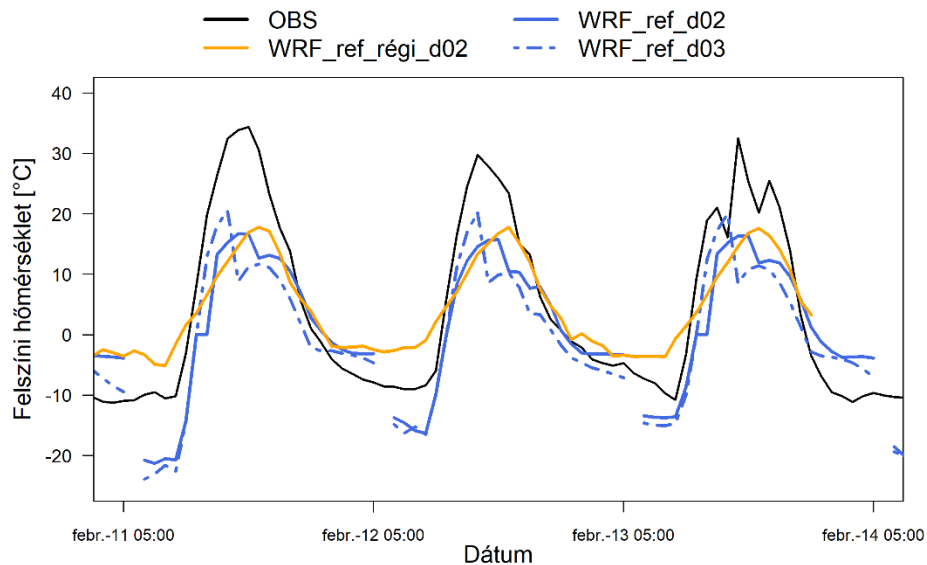 OBS WRF_ref_d02
WRF_ref_régi_d02 WRF_ref_d03
Felszíni hőmérséklet [°C]
40
30
20
10
0
-10
-20
febr.-11 05:00 febr.-12 05:00 febr.-13 05:00 febr.-14 05:00
Dátum